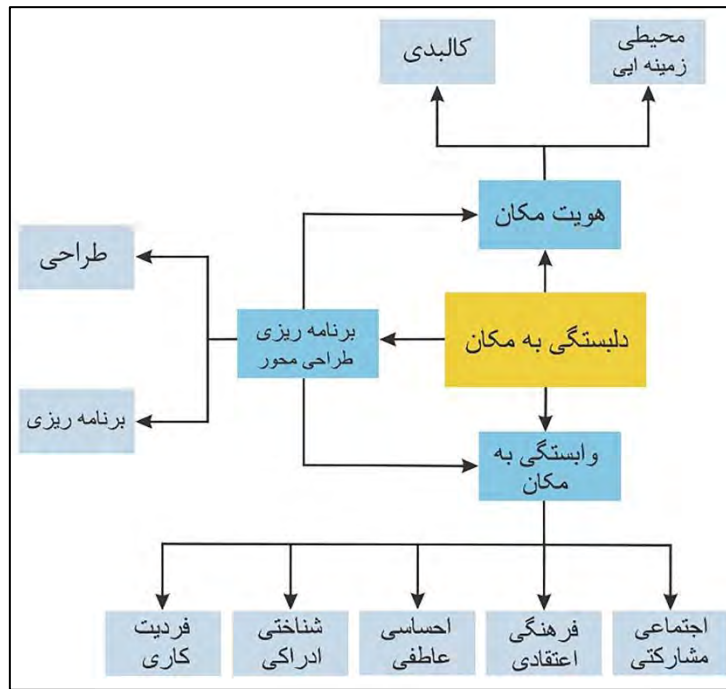 محیطی
زمینه ایی
کالبدی
هویت مکان
طراحی
دلبستگی به مکان
برنامه ریزی
طراحی محور
برنامه ریزی
وابستگی به
مکان
اجتماعی
مشارکتی
فرهنگی
اعتقادی
احساسی
عاطفی
شناختی
ادراکی
فردیت
کاری